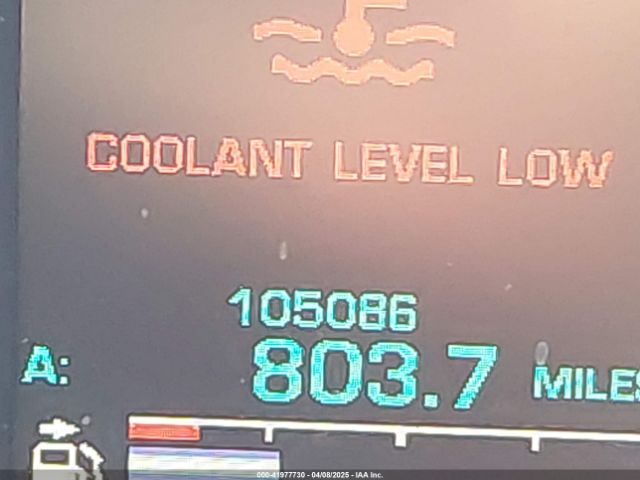 COOLANT LEVEL LOW
105086
A: 803.7 MILES
000-41977730 - 04/08/2025 - IAA Inc.